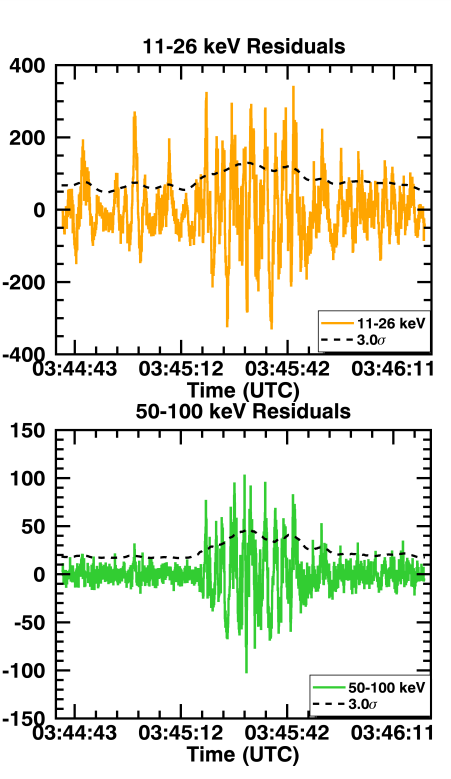 11-26 keV Residuals
400
200
0
-200
-400
11-26 keV
3.0σ
03:44:43 03:45:12 03:45:42 03:46:11
Time (UTC)
50-100 keV Residuals
150
100
50
0
-50
-100
-150
50-100 keV
3.0σ
03:44:43 03:45:12 03:45:42 03:46:11
Time (UTC)